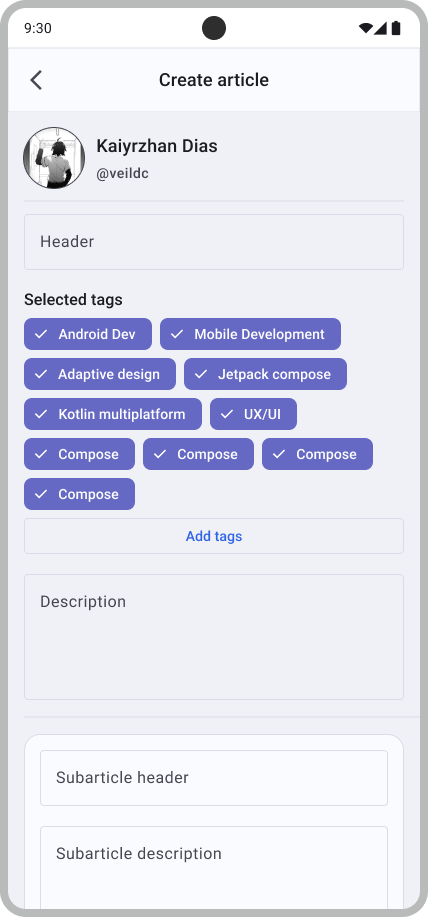 9:30
Create article
Kaiyrzhan Dias
@veildc
Header
Selected tags
Android Dev Mobile Development
Adaptive design Jetpack compose
Kotlin multiplatform UX/UI
Compose Compose Compose
Compose
Add tags
Description
Subarticle header
Subarticle description